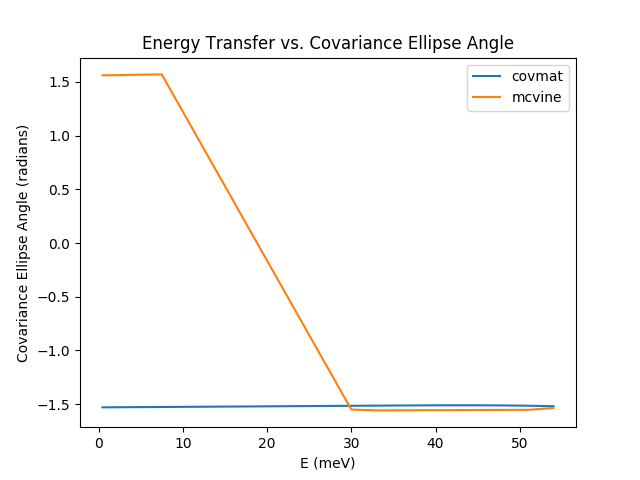 Energy Transfer vs. Covariance Ellipse Angle
covmat
mcvine
Covariance Ellipse Angle (radians)
1.5
1.0
0.5
0.0
−0.5
−1.0
−1.5
0
10
20
30
40
50
E (meV)